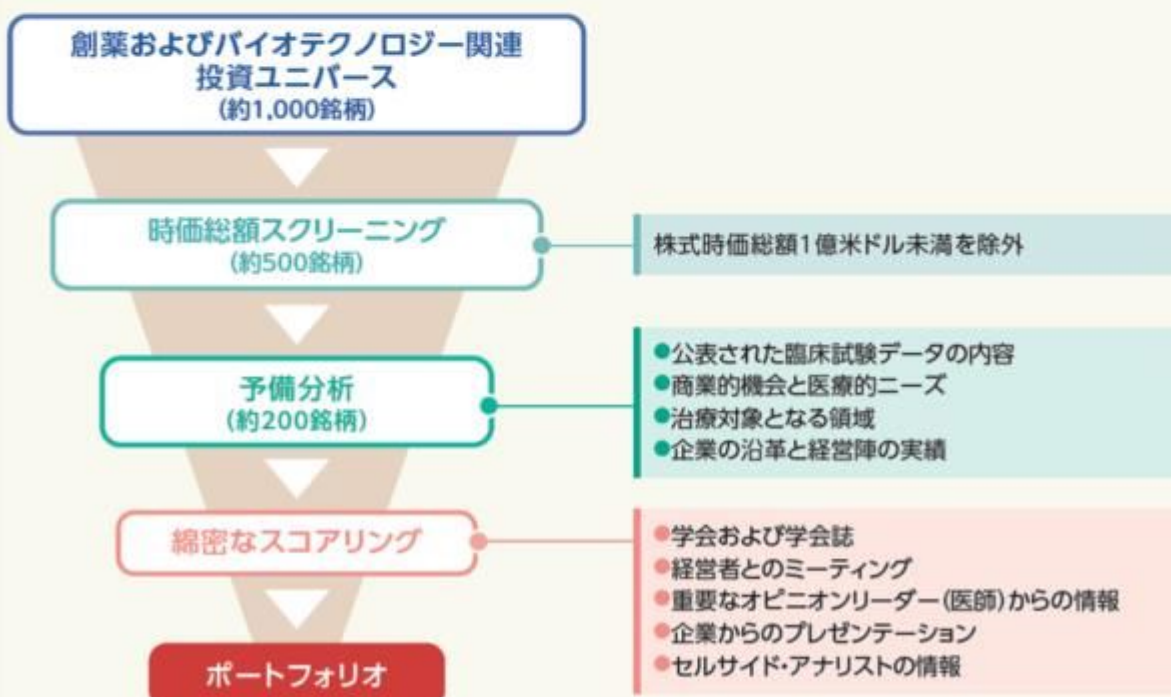 創薬およびバイオテクノロジー関連
投資ユニバース
(約1,000銘柄)
時価総額スクリーニング
(約500銘柄)
株式時価総額1億米ドル未満を除外
予備分析
(約200銘柄)
●公表された臨床試験データの内容
●商業的機会と医療的ニーズ
●治療対象となる領域
●企業の沿革と経営陣の実績
綿密なスコアリング
●学会および学会誌
●経営者とのミーティング
●重要なオピニオンリーダー(医師)からの情報
●企業からのプレゼンテーション
●セルサイド・アナリストの情報
ポートフォリオ